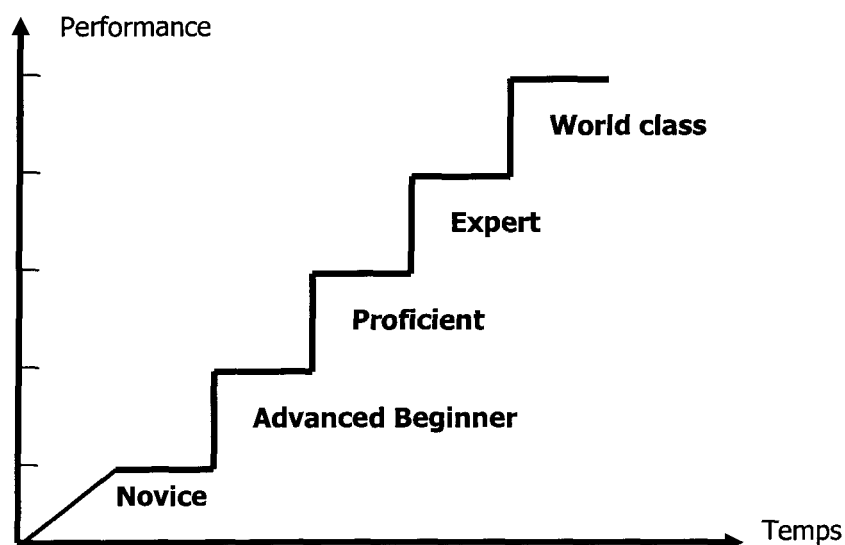 Performance
World class
Expert
Proficient
Advanced Beginner
Novice
Temps